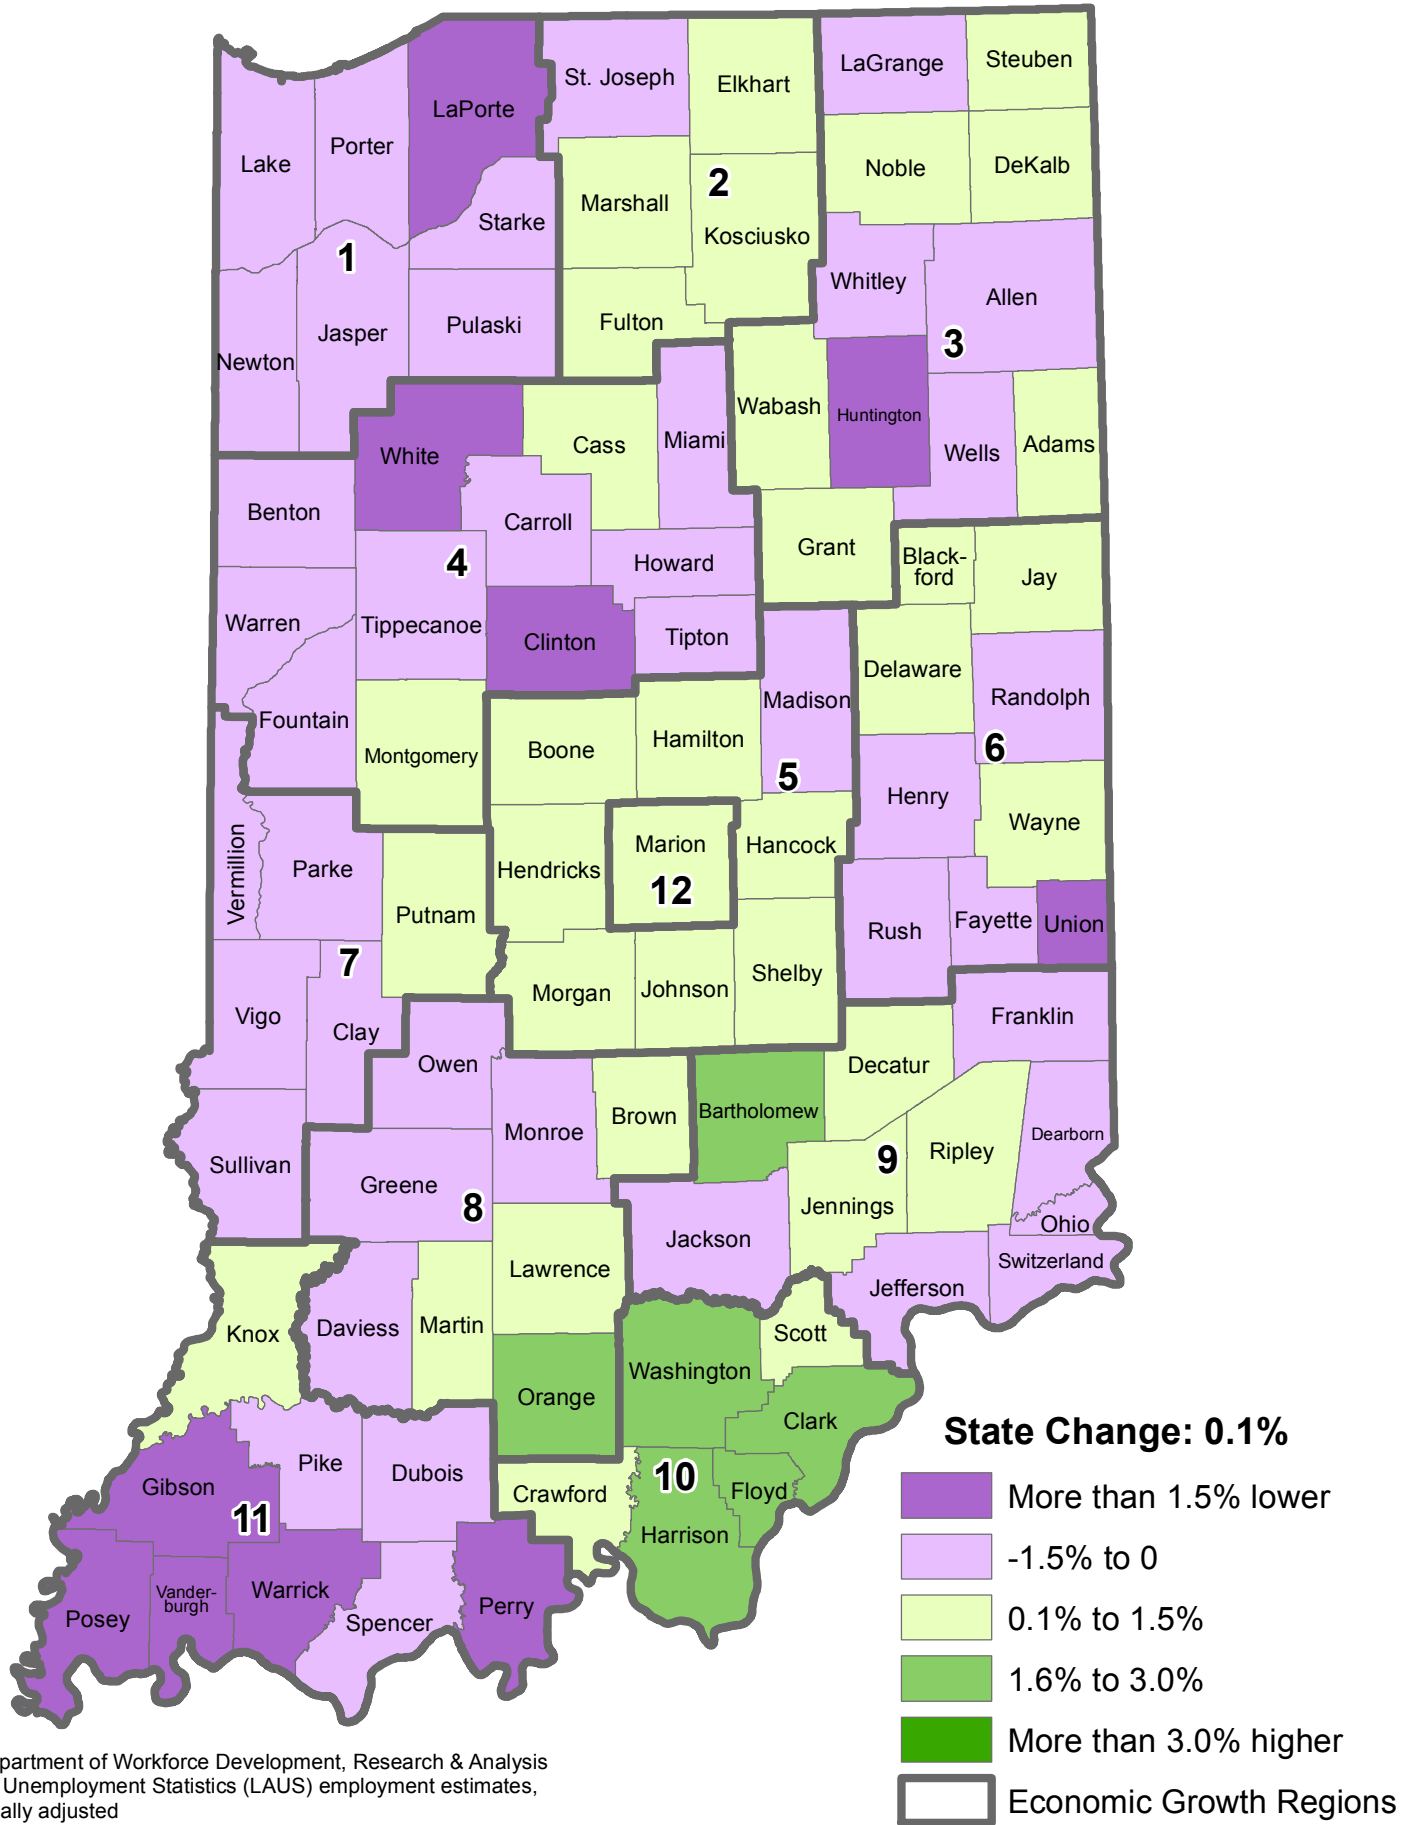 LaPorte
St. Joseph
Elkhart
LaGrange
Steuben
Lake
Porter
Starke
Marshall
2
Kosciusko
Noble
DeKalb
1
Newton
Jasper
Pulaski
Fulton
Whitley
Allen
3
White
Cass
Miami
Wabash
Huntington
Wells
Adams
Benton
Carroll
Howard
Grant
Black-
ford
Jay
4
Warren
Tippecanoe
Clinton
Tipton
Madison
Delaware
Randolph
Fountain
Montgomery
Boone
Hamilton
5
6
Henry
Wayne
Vermillion
Parke
Putnam
Hendricks
Marion
12
Hancock
Rush
Fayette
Union
7
Vigo
Clay
Morgan
Johnson
Shelby
Franklin
Owen
Monroe
Brown
Bartholomew
Decatur
Dearborn
Sullivan
Greene
8
Jackson
Jennings
9
Ripley
Ohio
Switzerland
Lawrence
Jefferson
Knox
Daviess
Martin
Orange
Washington
Scott
Clark
Pike
Dubois
Crawford
10
Floyd
Harrison
Gibson
11
Posey
Vander-
burgh
Warrick
Spencer
Perry
State Change: 0.1%
More than 1.5% lower
-1.5% to 0
0.1% to 1.5%
1.6% to 3.0%
More than 3.0% higher
Economic Growth Regions
partment of Workforce Development, Research & Analysis
Unemployment Statistics (LAUS) employment estimates,
ally adjusted